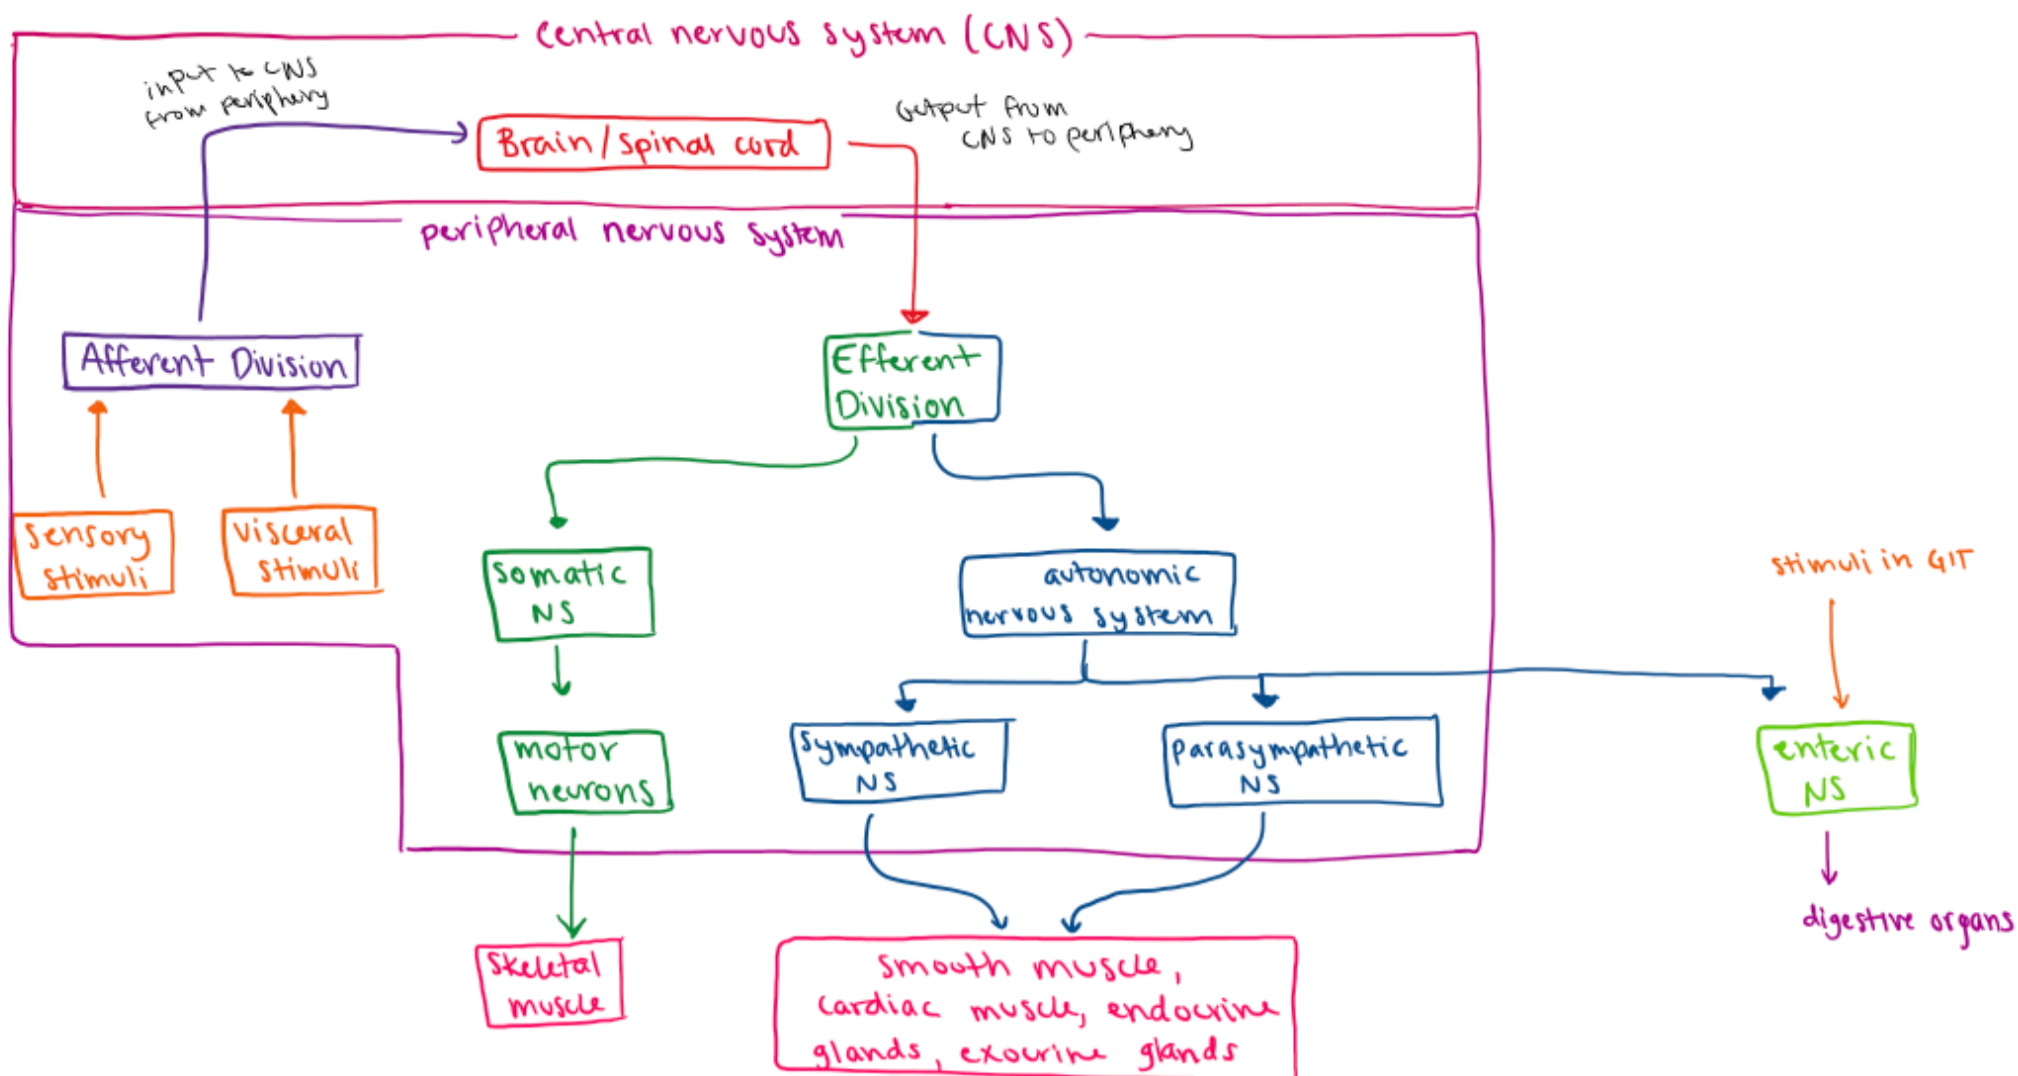 Central nervous system (CNS)
input to CNS
from periphery
Output from
CNS to periphery
Brain/spinal cord
peripheral nervous system
Afferent Division
Efferent
Division
sensory
stimuli
visceral
stimuli
somatic
NS
autonomic
nervous system
stimuli in GIT
motor
neurons
sympathetic
NS
parasympathetic
NS
enteric
NS
digestive organs
skeletal
muscle
smooth muscle,
cardiac muscle, endocrine
glands, exocrine glands